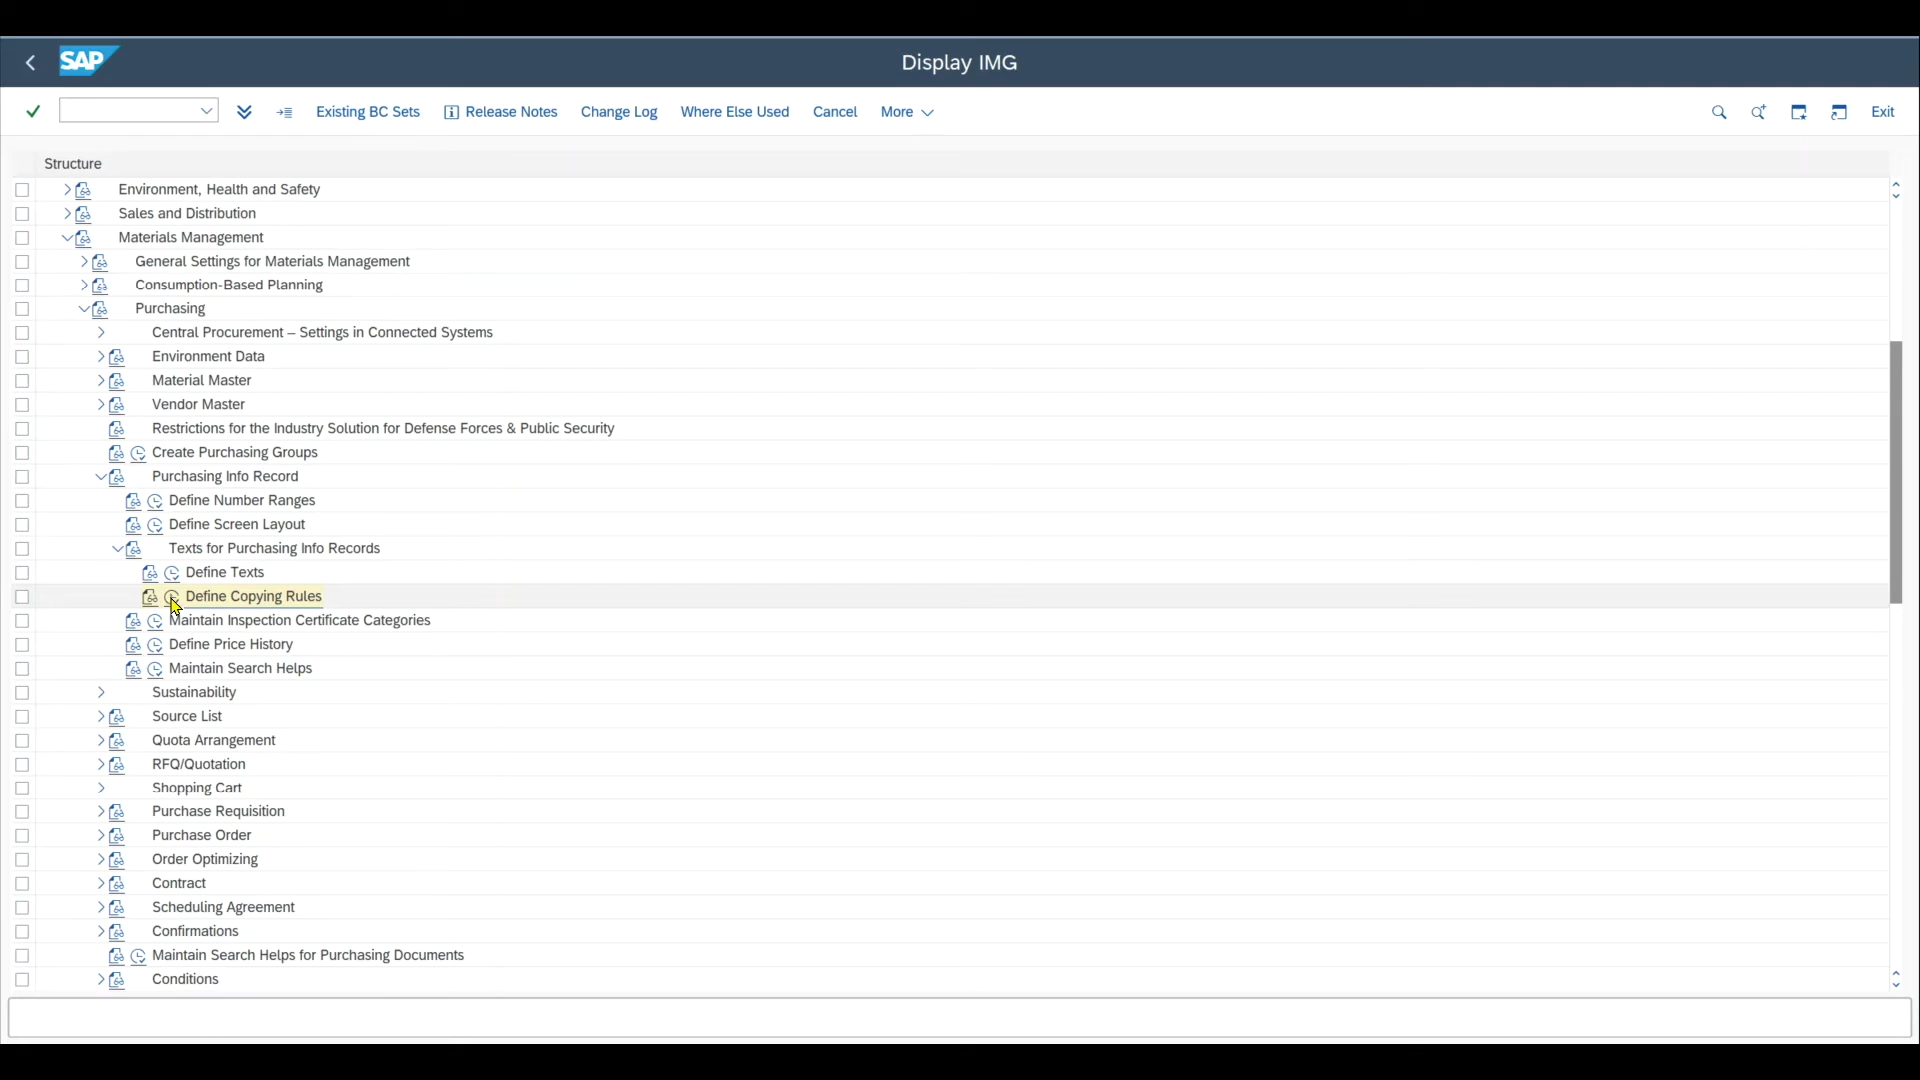 SAP
Display IMG
Existing BC Sets Release Notes Change Log Where Else Used Cancel More Exit
Structure
Environment, Health and Safety
Sales and Distribution
Materials Management
General Settings for Materials Management
Consumption-Based Planning
Purchasing
Central Procurement – Settings in Connected Systems
Environment Data
Material Master
Vendor Master
Restrictions for the Industry Solution for Defense Forces & Public Security
Create Purchasing Groups
Purchasing Info Record
Define Number Ranges
Define Screen Layout
Texts for Purchasing Info Records
Define Texts
Define Copying Rules
Maintain Inspection Certificate Categories
Define Price History
Maintain Search Helps
Sustainability
Source List
Quota Arrangement
RFQ/Quotation
Shopping Cart
Purchase Requisition
Purchase Order
Order Optimizing
Contract
Scheduling Agreement
Confirmations
Maintain Search Helps for Purchasing Documents
Conditions